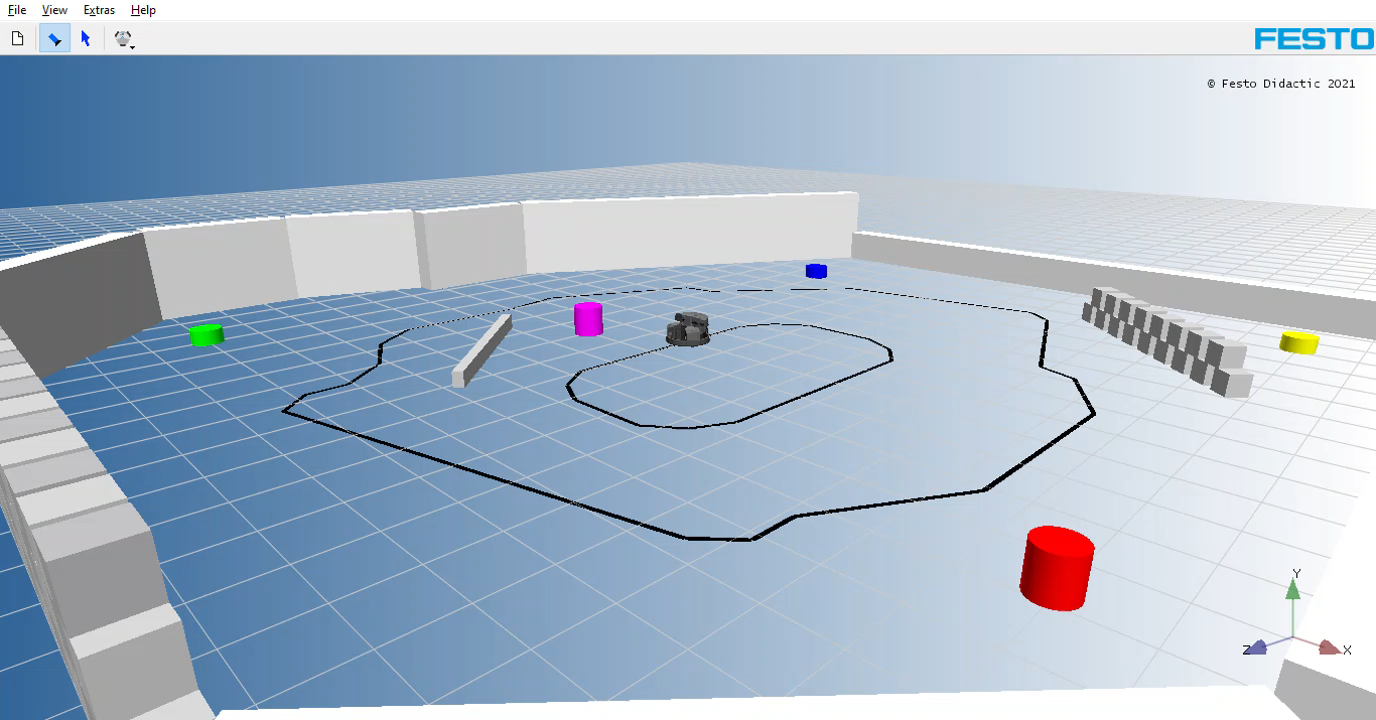 File View Extras Help
FESTO
© Festo Didactic 2021
Y
Z X